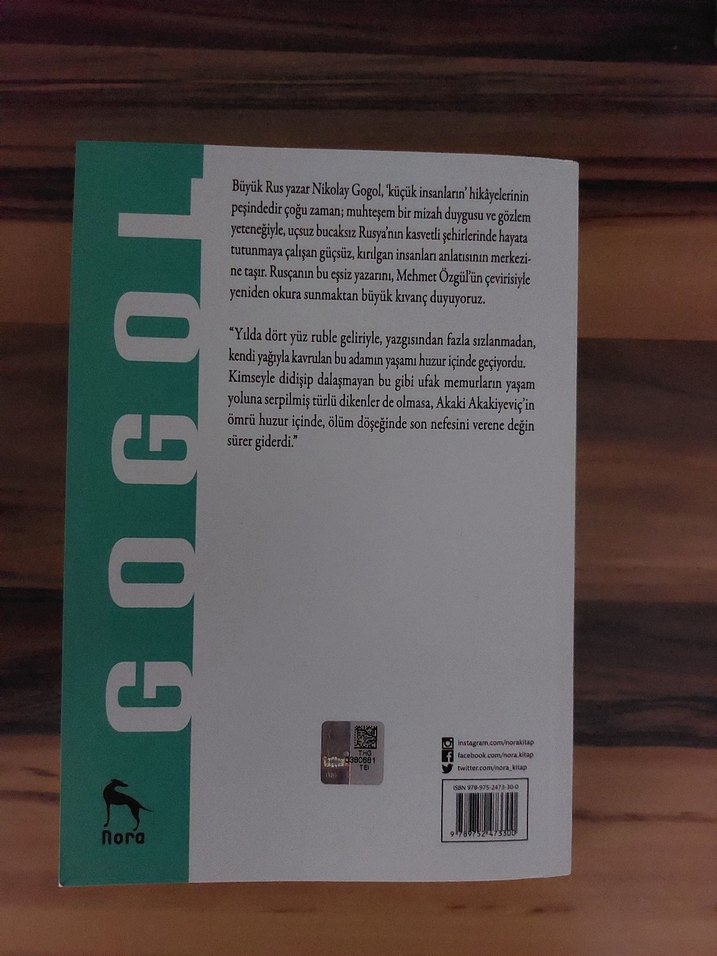 GOGOL
Büyük Rus yazar Nikolay Gogol, ‘küçük insanların’ hikâyelerinin
peşindedir çoğu zaman; muhteşem bir mizah duygusu ve gözlem
yeteneğiyle, uçsuz bucaksız Rusya’nın kasvetli şehirlerinde hayata
tutunmaya çalışan güçsüz, kırılgan insanları anlatısının merkezi-
ne taşır. Rusçanın bu eşsiz yazarını, Mehmet Özgül’ün çevirisiyle
yeniden okura sunmaktan büyük kıvanç duyuyoruz.
“Yılda dört yüz ruble geliriyle, yazgısından fazla sızlanmadan,
kendi yağıyla kavrulan bu adamın yaşamı huzur içinde geçiyordu.
Kimseyle didişip dalaşmayan bu gibi ufak memurların yaşam
yoluna serpilmiş türlü dikenler de olmasa, Akaki Akakiyeviç’in
ömrü huzur içinde, ölüm döşeğinde son nefesini verene değin
sürer giderdi.”
instagram.com/norakitap
facebook.com/nora.kitap
twitter.com/nora_kitap
ISBN 978-975-2473-30-0
9 789752 473300
Nora